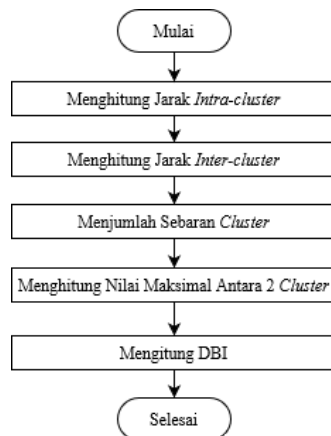 Mulai
Menghitung Jarak Intra-cluster
Menghitung Jarak Inter-cluster
Menjumlah Sebaran Cluster
Menghitung Nilai Maksimal Antara 2 Cluster
Mengitung DBI
Selesai